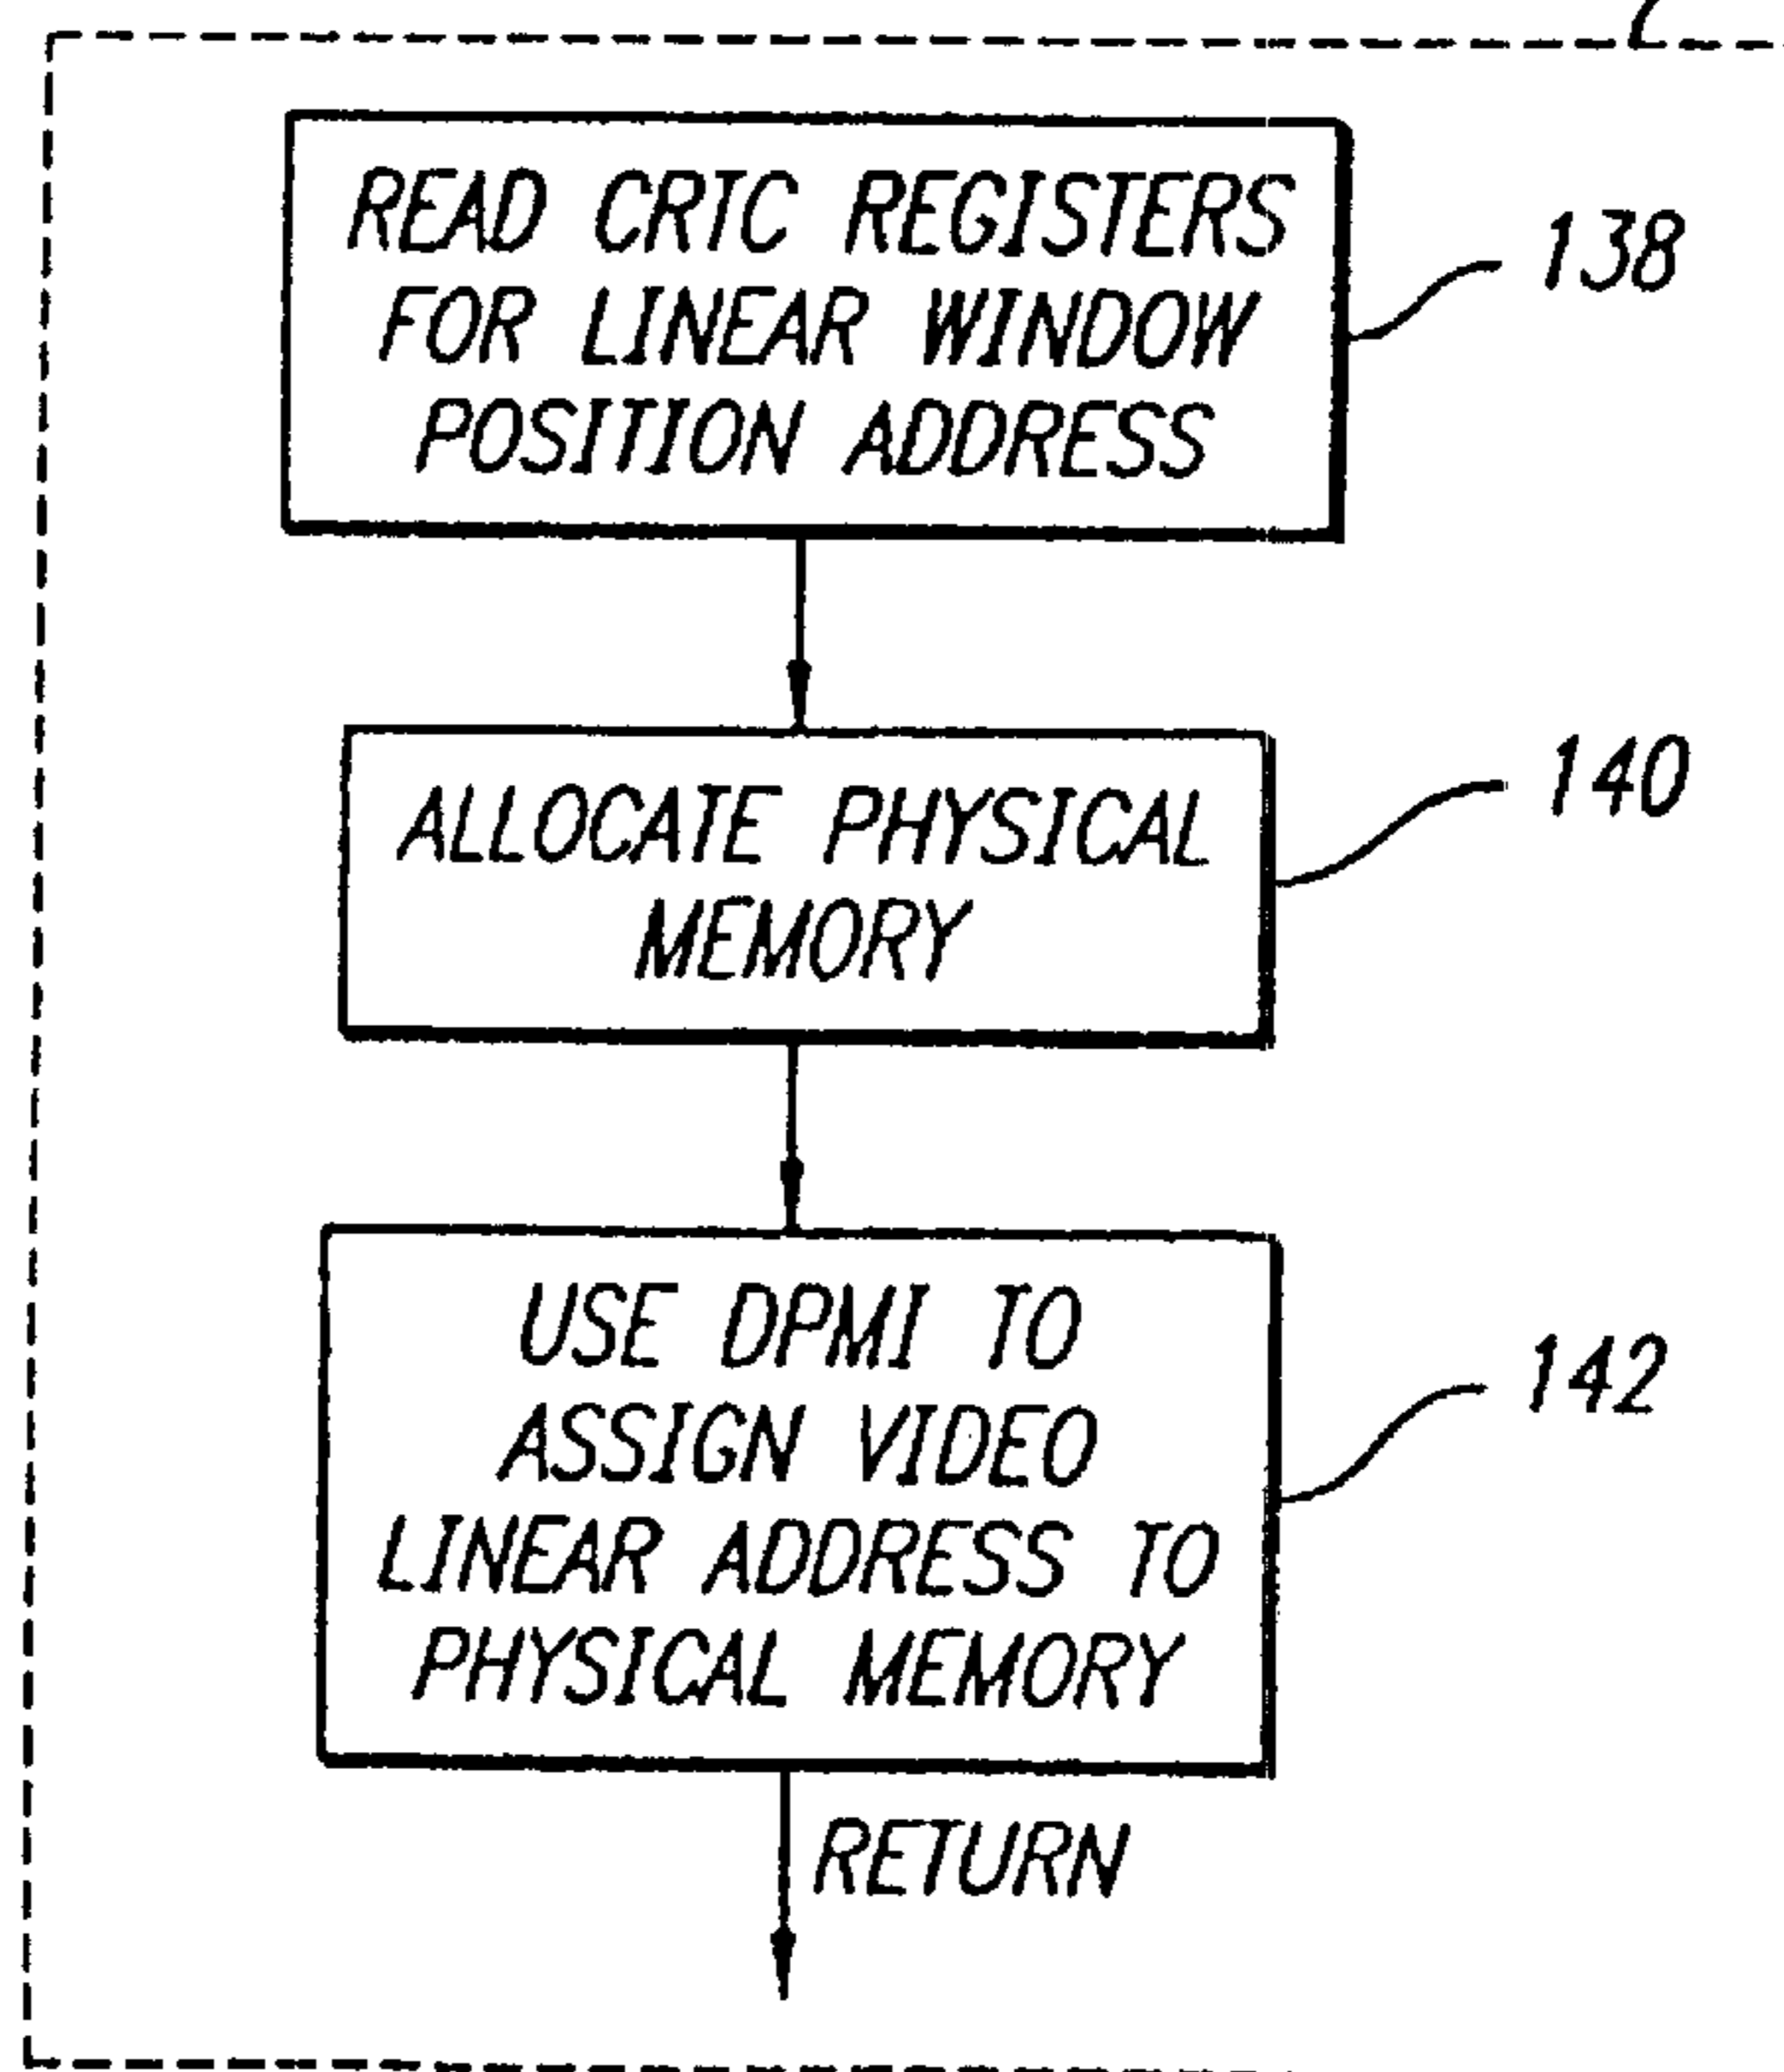 READ CRTC REGISTERS
FOR LINEAR WINDOW
POSITION ADDRESS
138
ALLOCATE PHYSICAL
MEMORY
140
USE DPMI TO
ASSIGN VIDEO
LINEAR ADDRESS TO
PHYSICAL MEMORY
142
RETURN